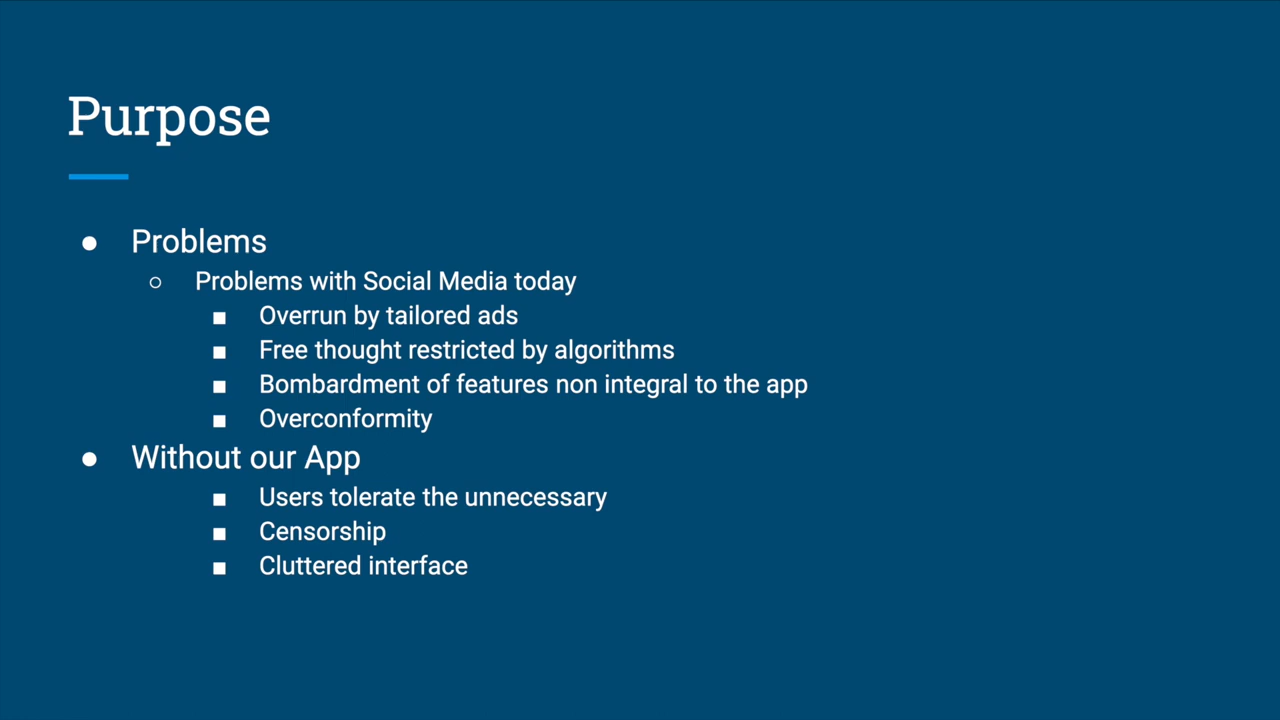 Purpose
● Problems
○ Problems with Social Media today
■ Overrun by tailored ads
■ Free thought restricted by algorithms
■ Bombardment of features non integral to the app
■ Overconformity
● Without our App
■ Users tolerate the unnecessary
■ Censorship
■ Cluttered interface